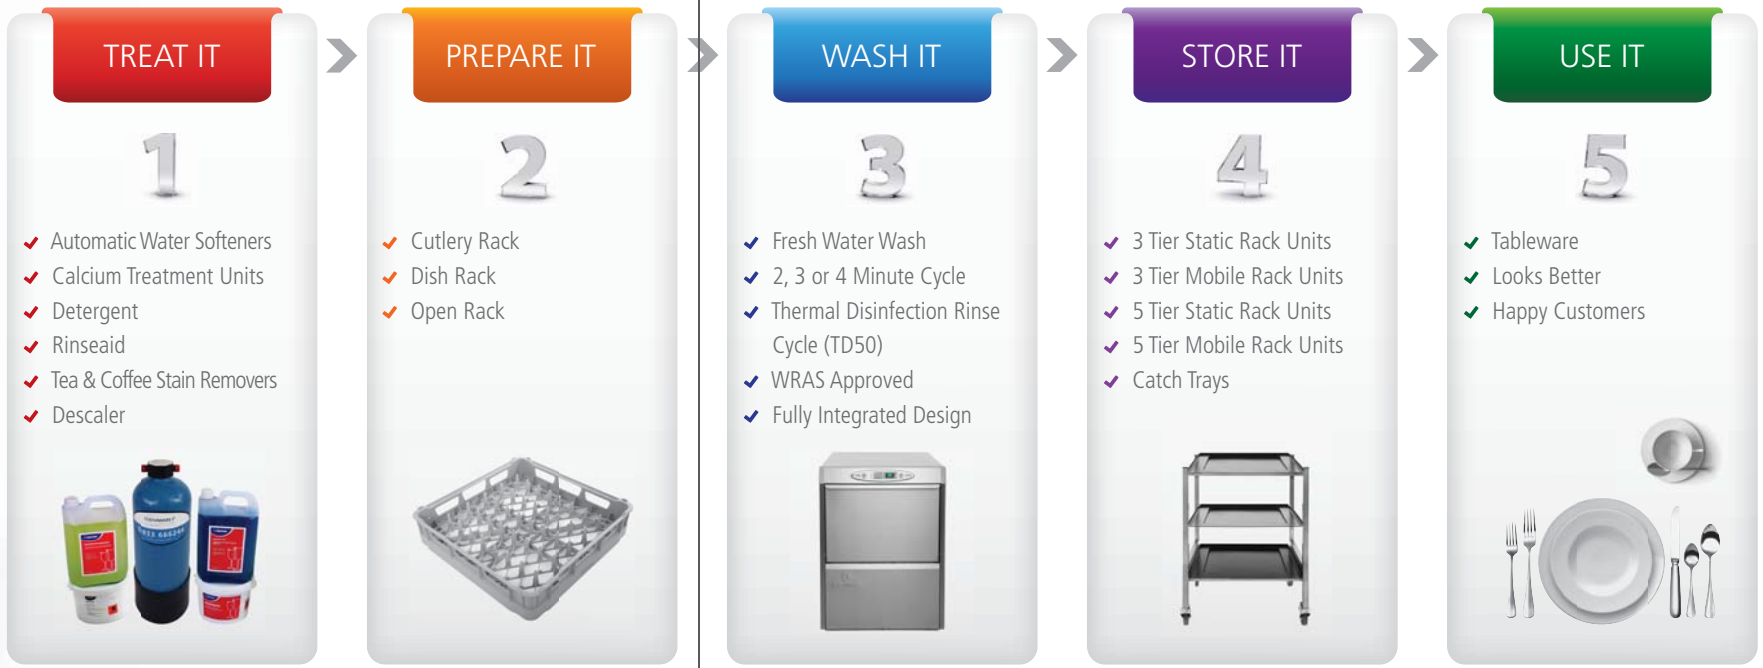 TREAT IT
1
Automatic Water Softeners
Calcium Treatment Units
Detergent
Rinseaid
Tea & Coffee Stain Removers
Descaler
PREPARE IT
2
Cutlery Rack
Dish Rack
Open Rack
WASH IT
3
Fresh Water Wash
2, 3 or 4 Minute Cycle
Thermal Disinfection Rinse
Cycle (TD50)
WRAS Approved
Fully Integrated Design
STORE IT
4
3 Tier Static Rack Units
3 Tier Mobile Rack Units
5 Tier Static Rack Units
5 Tier Mobile Rack Units
Catch Trays
USE IT
5
Tableware
Looks Better
Happy Customers